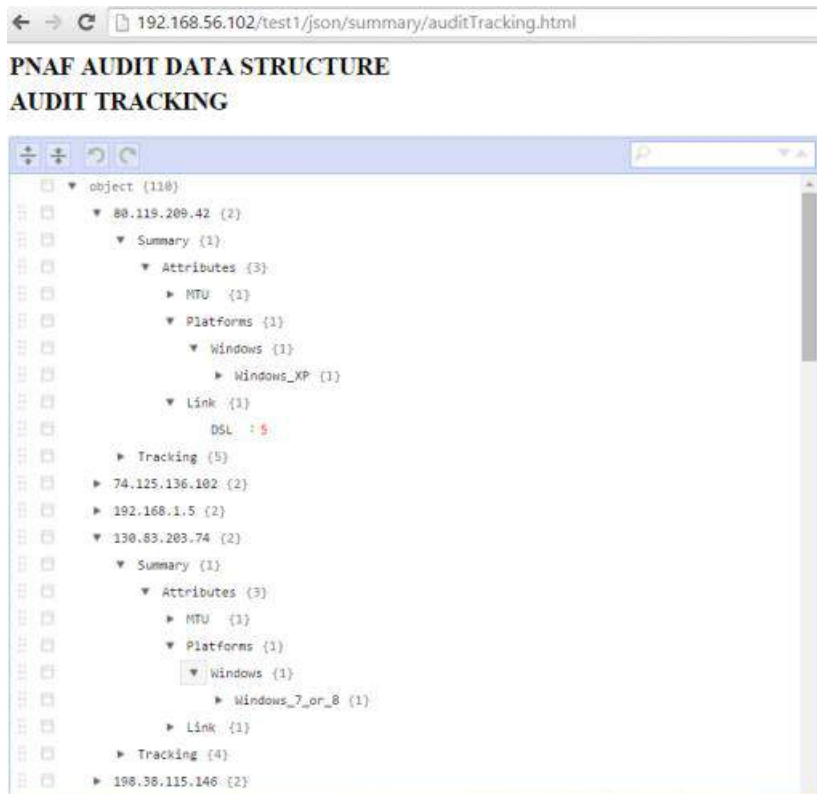 192.168.56.102/test1/json/summary/auditTracking.html
PNAF AUDIT DATA STRUCTURE
AUDIT TRACKING
object {110}
80.119.209.42 {2}
Summary {1}
Attributes {3}
MTU {1}
Platforms {1}
Windows {1}
Windows_XP {1}
Link {1}
DSL : 5
Tracking {5}
74.125.136.102 {2}
192.168.1.5 {2}
130.83.203.74 {2}
Summary {1}
Attributes {3}
MTU {1}
Platforms {1}
Windows {1}
Windows_7_or_8 {1}
Link {1}
Tracking {4}
198.38.115.146 {2}